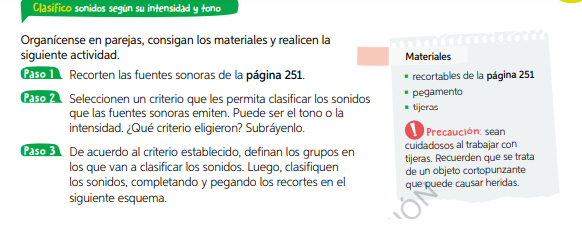 Clasifico sonidos según su intensidad y tono
Organícense en parejas, consigan los materiales y realicen la
siguiente actividad.
Paso 1 Recorten las fuentes sonoras de la página 251.
Paso 2 Seleccionen un criterio que les permita clasificar los sonidos
que las fuentes sonoras emiten. Puede ser el tono o la
intensidad. ¿Qué criterio eligieron? Subráyenlo.
Paso 3 De acuerdo al criterio establecido, definan los grupos en
los que van a clasificar los sonidos. Luego, clasifiquen
los sonidos, completando y pegando los recortes en el
siguiente esquema.
Materiales
recortables de la página 251
pegamento
tijeras
Precaución: sean
cuidadosos al trabajar con
tijeras. Recuerden que se trata
de un objeto cortopunzante
que puede causar heridas.
IÓN